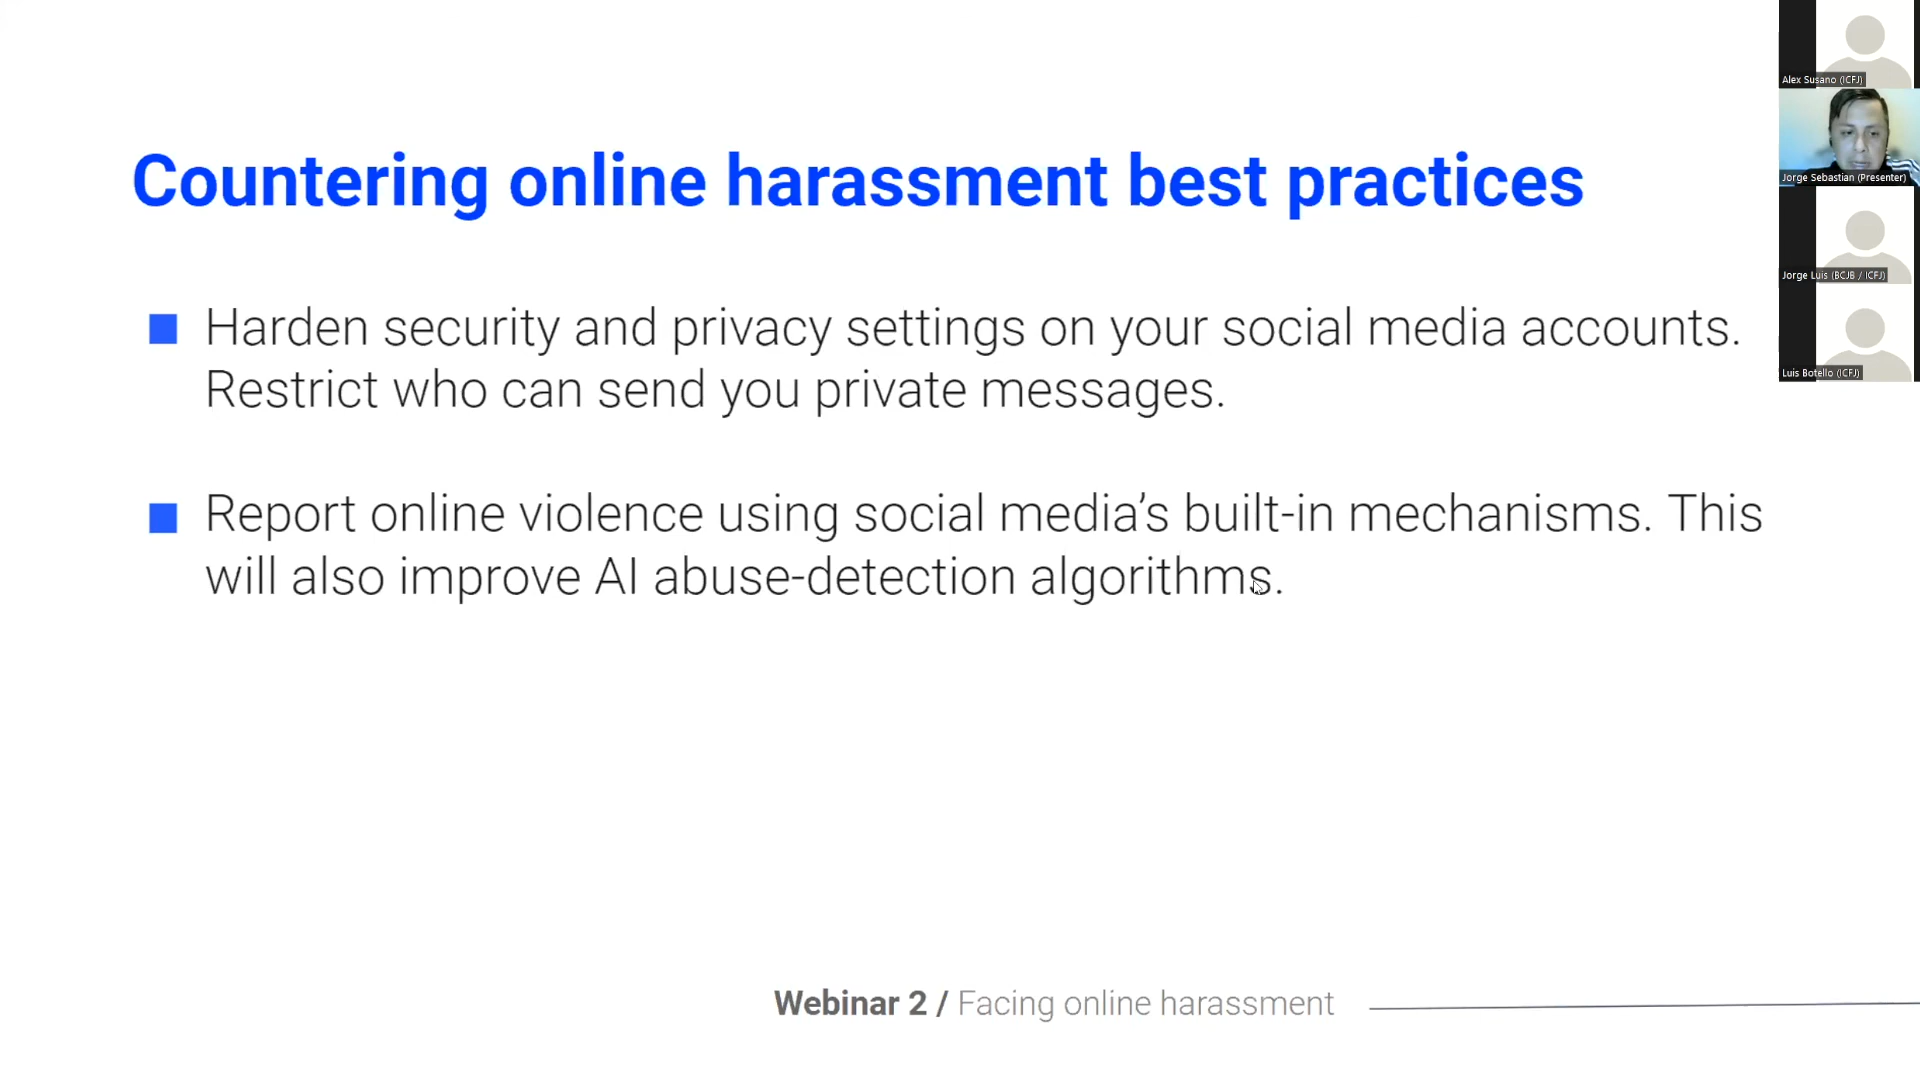 Countering online harassment best practices
Harden security and privacy settings on your social media accounts.
Restrict who can send you private messages.
Report online violence using social media’s built-in mechanisms. This
will also improve AI abuse-detection algorithms.
Webinar 2 / Facing online harassment
Alex Susano (ICFJ)
Jorge Sebastian (Presenter)
Jorge Luis (BCJB / ICFJ)
Luis Botello (ICFJ)